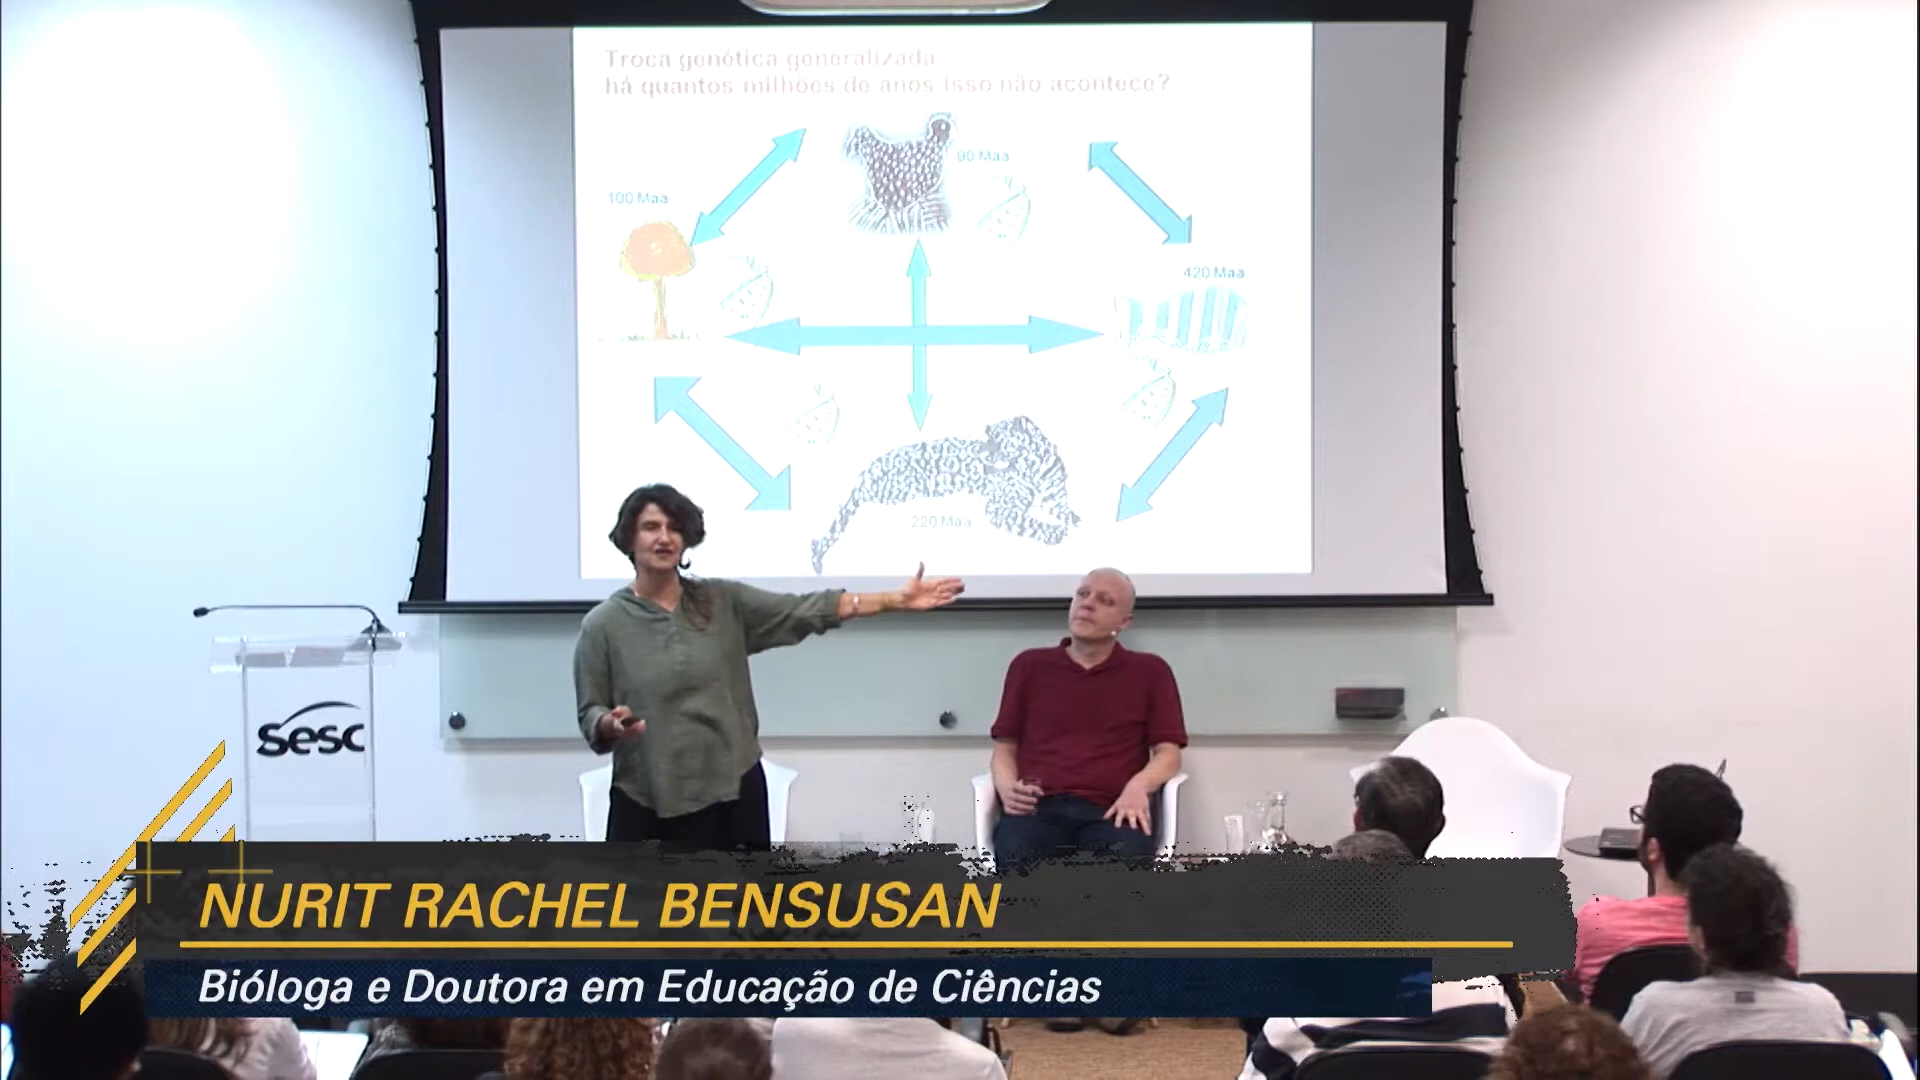 Troca genética generalizada:
há quantos milhões de anos isso não acontece?
90 Maa
100 Maa
420 Maa
220 Maa
sesc
NURIT RACHEL BENSUSAN
Bióloga e Doutora em Educação de Ciências